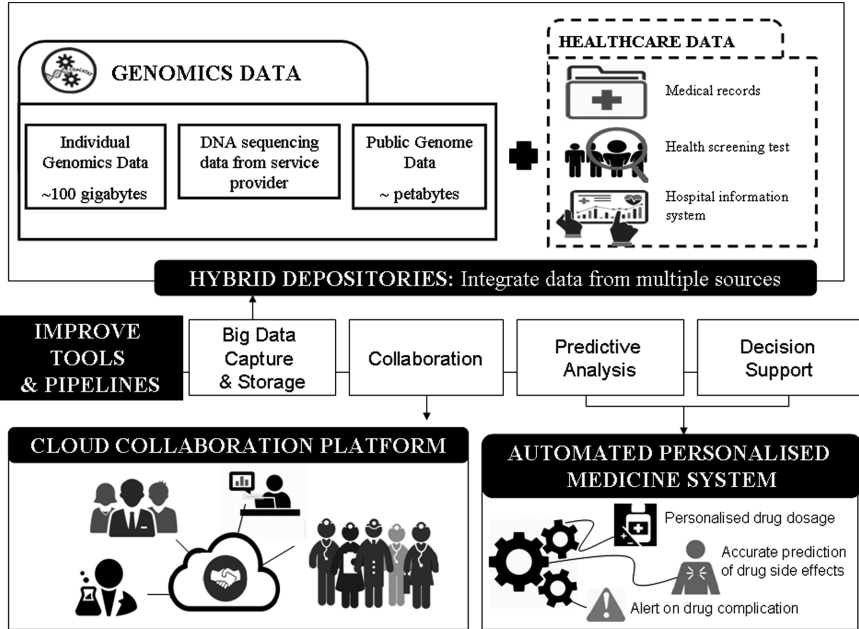 GENOMICS DATA
Individual
Genomics Data
~100 gigabytes
DNA sequencing
data from service
provider
Public Genome
Data
~ petabytes
HEALTHCARE DATA
Medical records
Health screening test
Hospital information
system
HYBRID DEPOSITORIES: Integrate data from multiple sources
IMPROVE
TOOLS
& PIPELINES
Big Data
Capture
& Storage
Collaboration
Predictive
Analysis
Decision
Support
CLOUD COLLABORATION PLATFORM
AUTOMATED PERSONALISED
MEDICINE SYSTEM
Personalised drug dosage
Accurate prediction
of drug side effects
Alert on drug complication